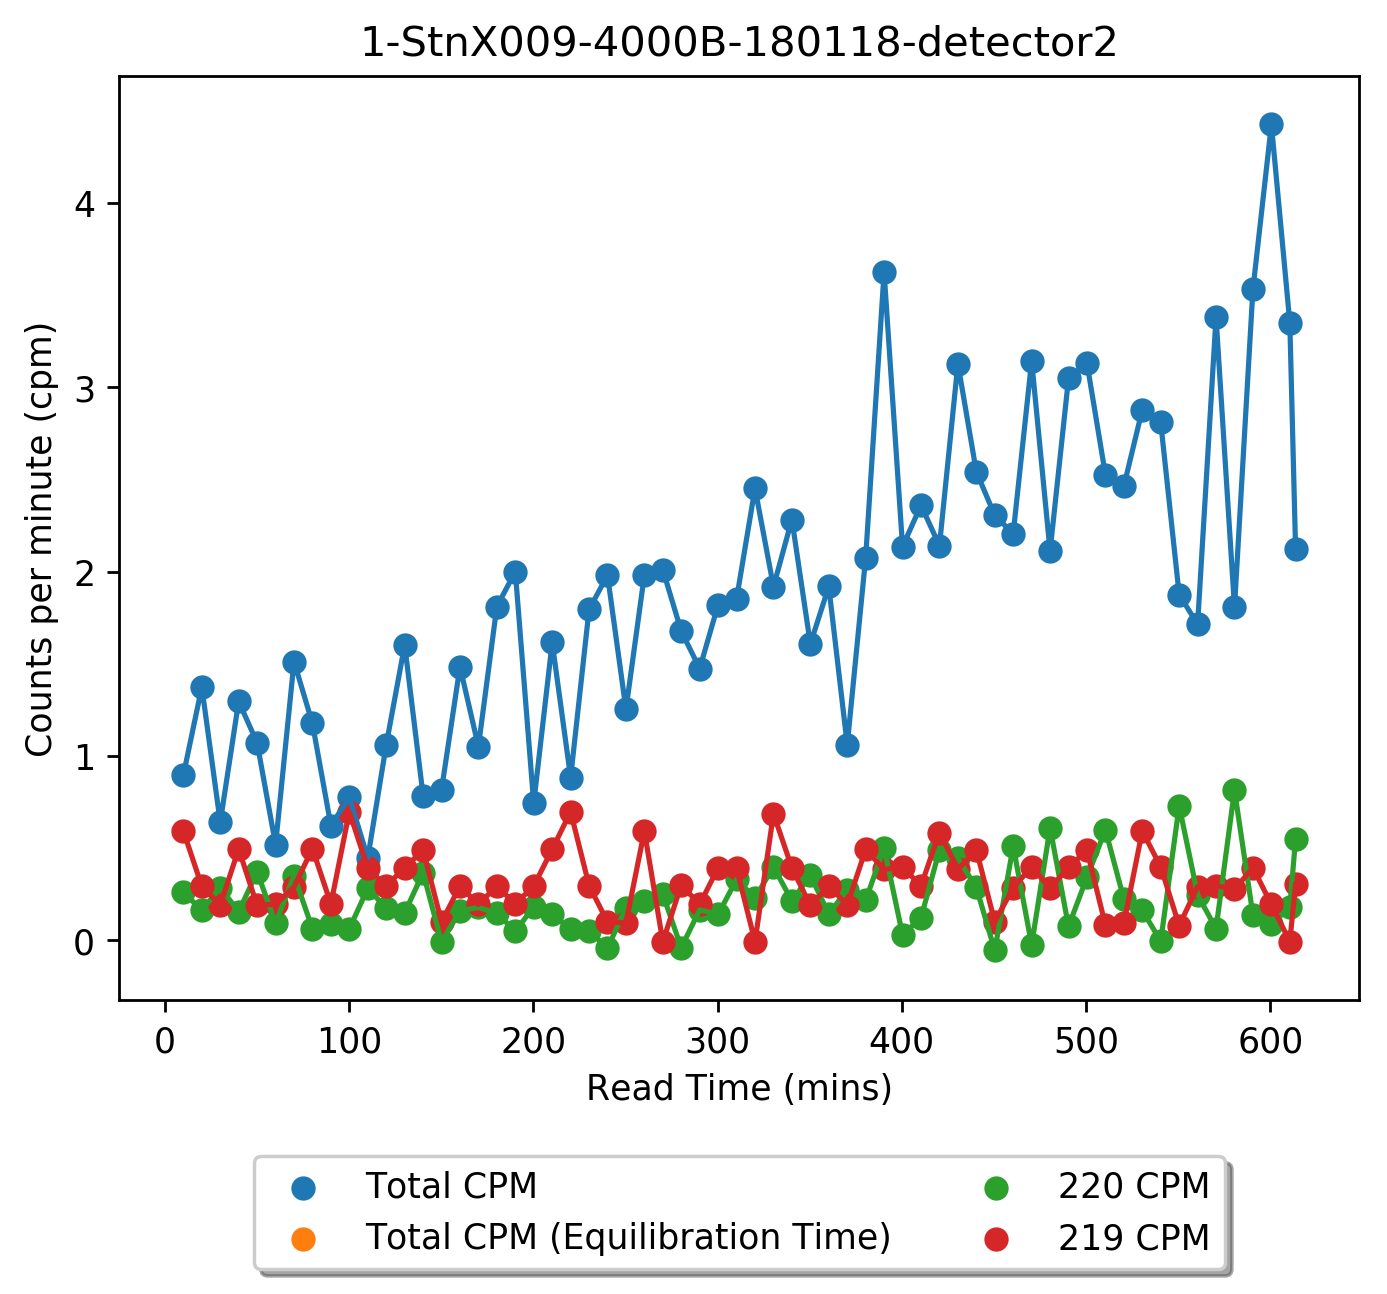 1-StnX009-4000B-180118-detector2
Counts per minute (cpm)
4
3
2
1
0
0 100 200 300 400 500 600
Read Time (mins)
Total CPM
Total CPM (Equilibration Time)
220 CPM
219 CPM